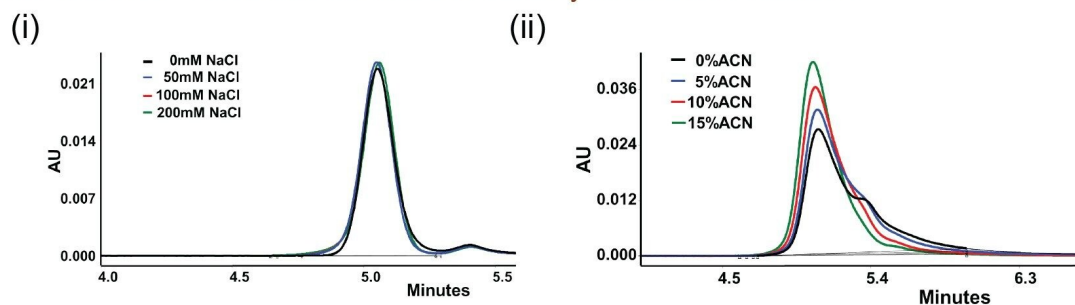 (i)
0mM NaCl
50mM NaCl
100mM NaCl
200mM NaCl
AU
0.021
0.014
0.007
0.000
4.0 4.5 5.0 5.5
Minutes
(ii)
0%ACN
5%ACN
10%ACN
15%ACN
AU
0.036
0.024
0.012
0.000
4.5 5.4 6.3
Minutes